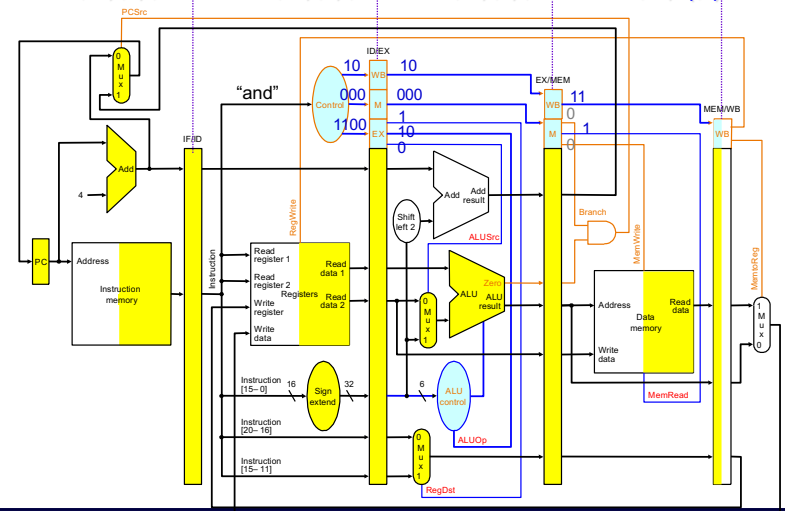 PCSrc
0
M
u
x
1
ID/EX
10
WB
10
EX/MEM
"and"
Control
000
M
000
WB
11
0
MEM/WB
1100
EX
1
10
0
M
1
0
WB
IF/ID
Add
4
Add
Add
result
Shift
left 2
RegWrite
Branch
MemWrite
MemtoReg
ALUSrc
PC
Address
Instruction
memory
Instruction
Read
register 1
Read
data 1
Read
register 2
Registers
Write
register
Read
data 2
Write
data
0
M
u
x
1
Zero
ALU
ALU
result
Address
Read
data
Data
memory
Write
data
1
M
u
x
0
Instruction
[15– 0]
16
Sign
extend
32
6
ALU
control
MemRead
Instruction
[20– 16]
ALUOp
Instruction
[15– 11]
0
M
u
x
1
RegDst